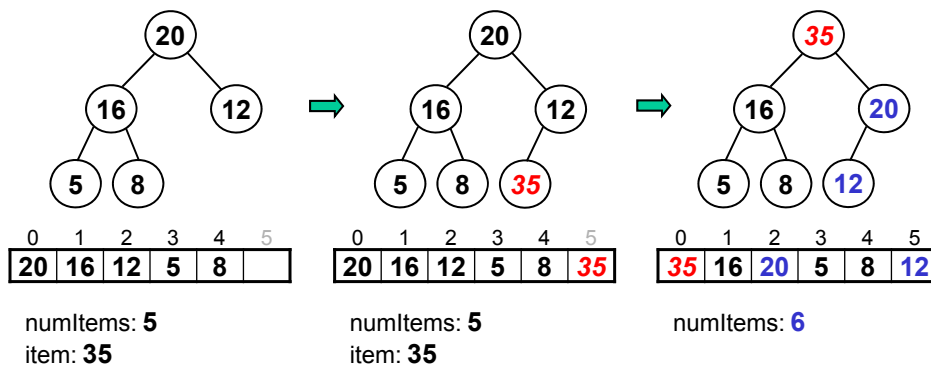 20 20 35
16 12 16 12 16 20
5 8 5 8 35 5 8 12
0 1 2 3 4 5 0 1 2 3 4 5 0 1 2 3 4 5
20 16 12 5 8 20 16 12 5 8 35 35 16 20 5 8 12
numItems: 5 numItems: 5 numItems: 6
item: 35 item: 35